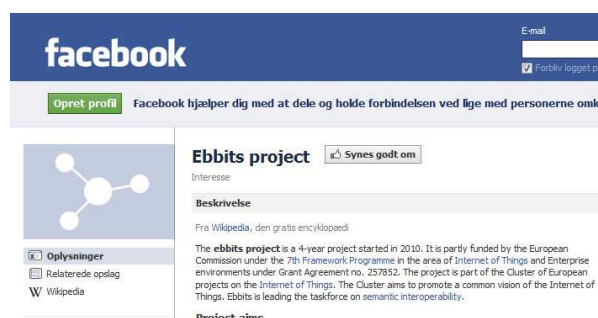 E-mail
facebook
Forbliv logget p
Opret profil Facebook hjælper dig med at dele og holde forbindelsen ved lige med personerne omk
Ebbits project Synes godt om
Interesse
Beskrivelse
Fra Wikipedia, den gratis encyklopædi
The ebbits project is a 4-year project started in 2010. It is partly funded by the European
Commission under the 7th Framework Programme in the area of Internet of Things and Enterprise
environments under Grant Agreement no. 257852. The project is part of the Cluster of European
projects on the Internet of Things. The Cluster aims to promote a common vision of the Internet of
Things. Ebbits is leading the taskforce on semantic interoperability.
Project aims
Oplysninger
Relaterede opslag
W Wikipedia